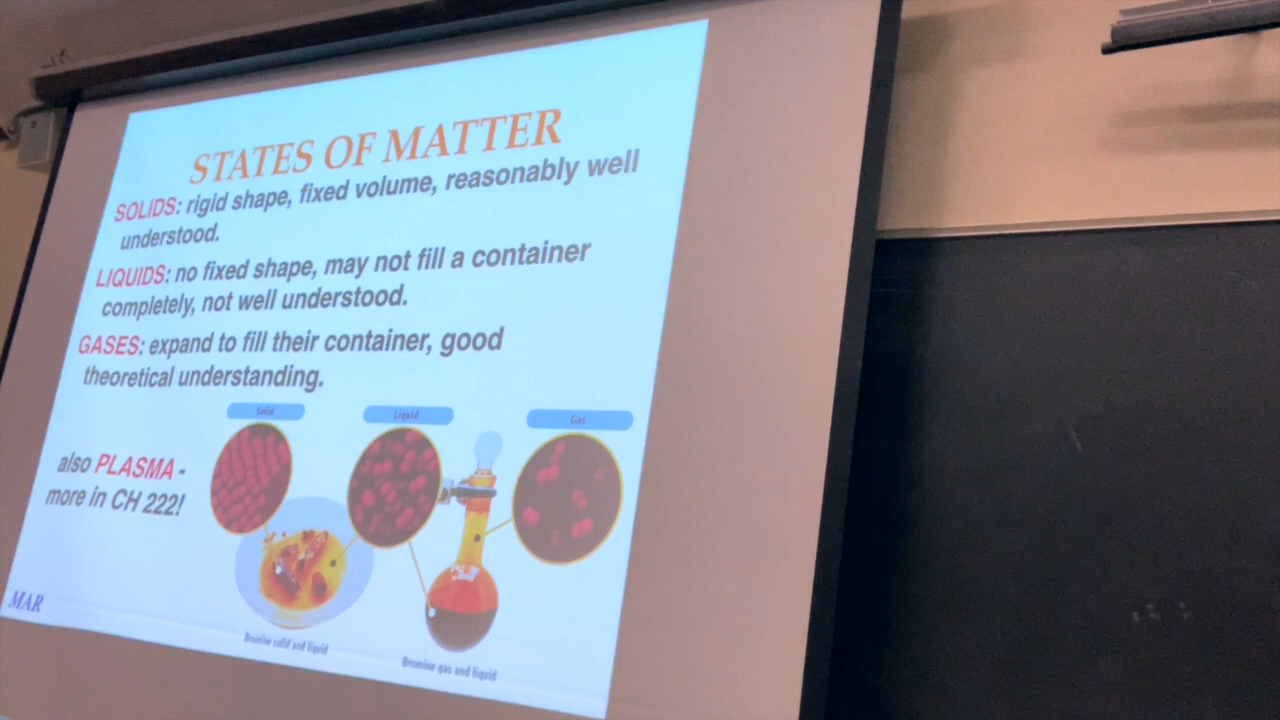 STATES OF MATTER
SOLIDS: rigid shape, fixed volume, reasonably well
understood.
LIQUIDS: no fixed shape, may not fill a container
completely, not well understood.
GASES: expand to fill their container, good
theoretical understanding.
Solid
Liquid
Gas
also PLASMA -
more in CH 222!
Bromine solid and liquid
Bromine gas and liquid
MAR